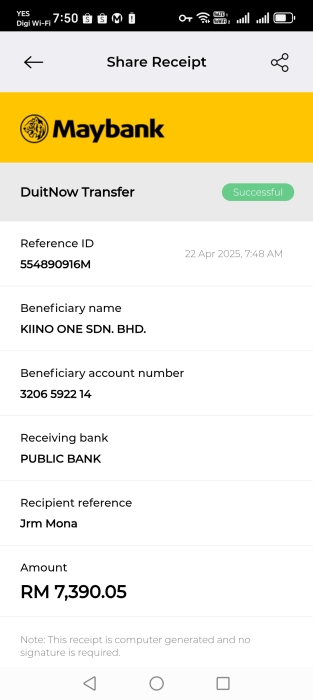 YES
Digi Wi-Fi
7:50
Share Receipt
Maybank
DuitNow Transfer
Successful
Reference ID
554890916M
22 Apr 2025, 7:48 AM
Beneficiary name
KIINO ONE SDN. BHD.
Beneficiary account number
3206 5922 14
Receiving bank
PUBLIC BANK
Recipient reference
Jrm Mona
Amount
RM 7,390.05
Note: This receipt is computer generated and no
signature is required.